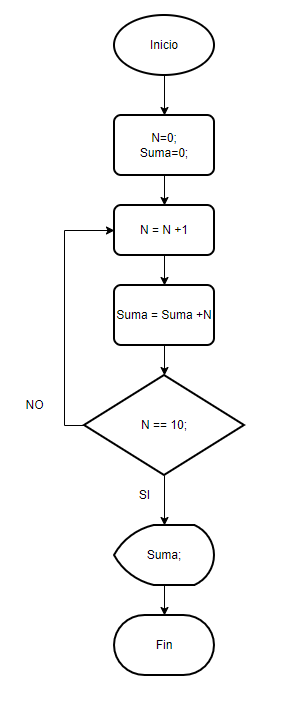 Inicio
N=0;
Suma=0;
N = N +1
Suma = Suma +N
N == 10;
NO
SI
Suma;
Fin